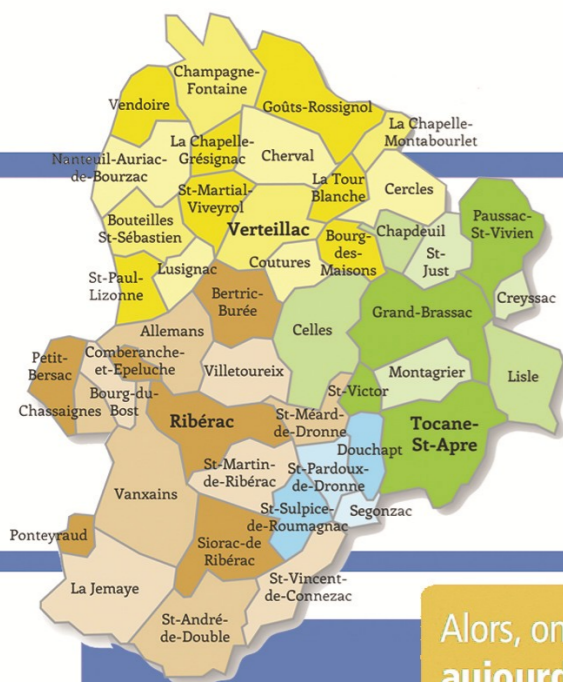 Champagne-
Fontaine
Vendoire
Goûts-Rossignol
La Chapelle-
Montabourlet
La Chapelle-
Grésignac
Cherval
Nanteuil-Auriac-
de-Bourzac
La Tour
Blanche
Cercles
St-Martial-
Viveyrol
Bouteilles
St-Sébastien
Verteillac
Bourg-
des-
Maisons
Chapdeuil
Paussac-
St-Vivien
St-
Just
Coutures
Lusignac
St-Paul-
Lizonne
Creyssac
Bertric-
Burée
Grand-Brassac
Celles
Allemans
Petit-
Bersac
Comberanche-
et-Epeluche
Villetoureix
Montagrier
Lisle
St-Victor
Chassaignes
Bourg-du-
Bost
Ribérac
St-Méard-
de-Dronne
Tocane-
St-Apre
Douchapt
St-Martin-
de-Ribérac
St-Pardoux-
de-Dronne
Vanxains
St-Sulpice-
de-Roumagnac
Segonzac
Ponteyraud
Siorac-de
Ribérac
La Jemaye
St-Vincent-
de-Connezac
St-André-
de-Double
Alors, on
aujourd